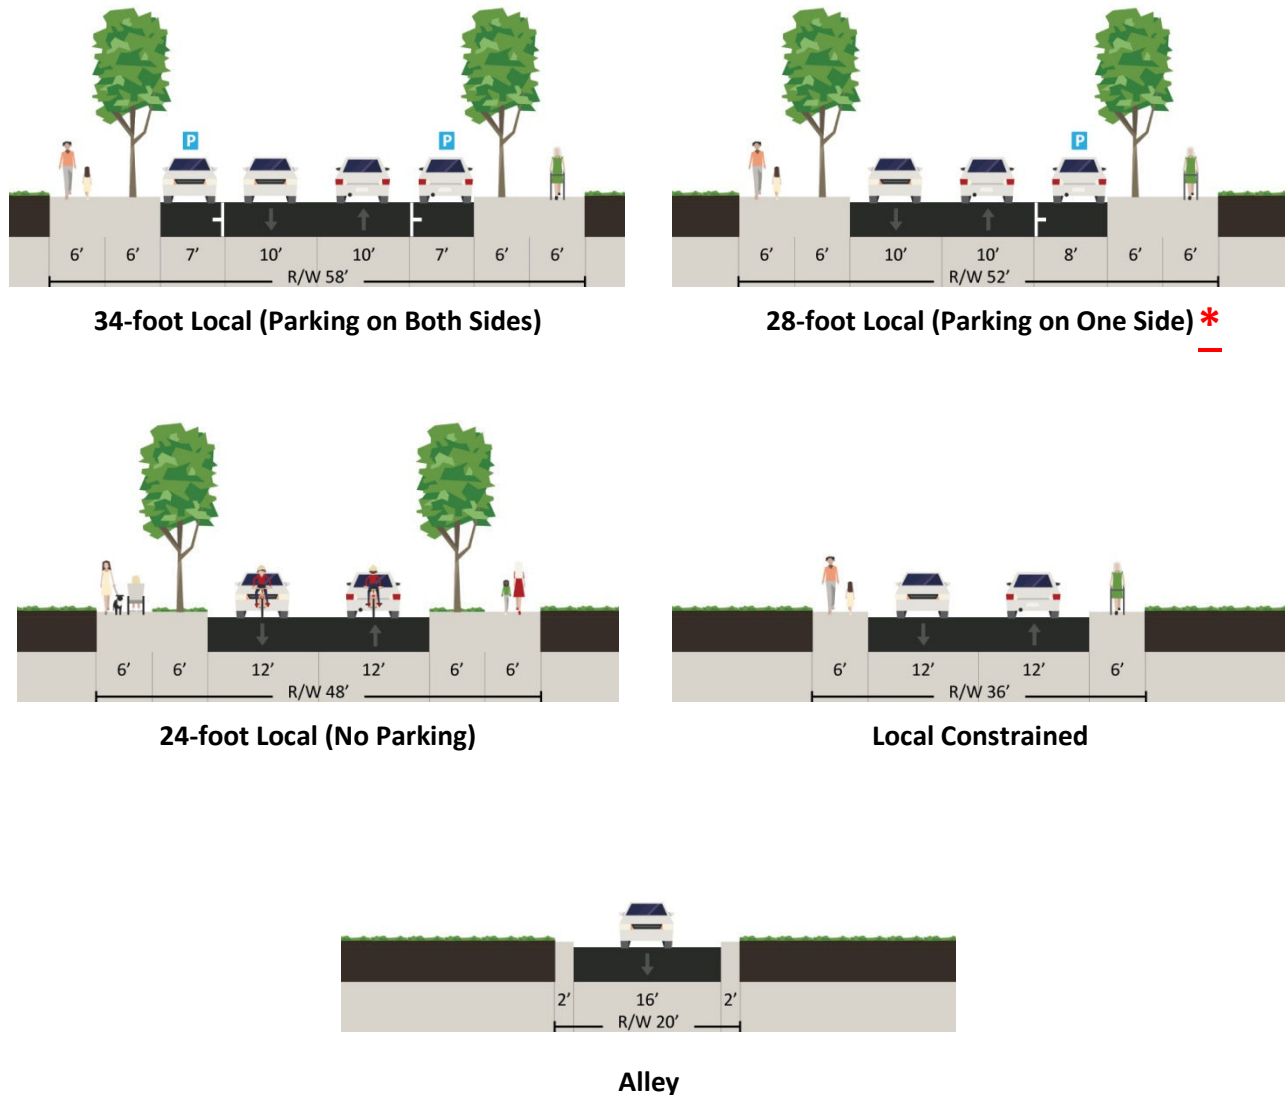 P P
6’ 6’ 7’ 10’ 10’ 7’ 6’ 6’
R/W 58’
34-foot Local (Parking on Both Sides)
P
6’ 6’ 10’ 10’ 8’ 6’ 6’
R/W 52’
28-foot Local (Parking on One Side) *
6’ 6’ 12’ 12’ 6’ 6’
R/W 48’
24-foot Local (No Parking)
6’ 12’ 12’ 6’
R/W 36’
Local Constrained
2’ 16’ 2’
R/W 20’
Alley